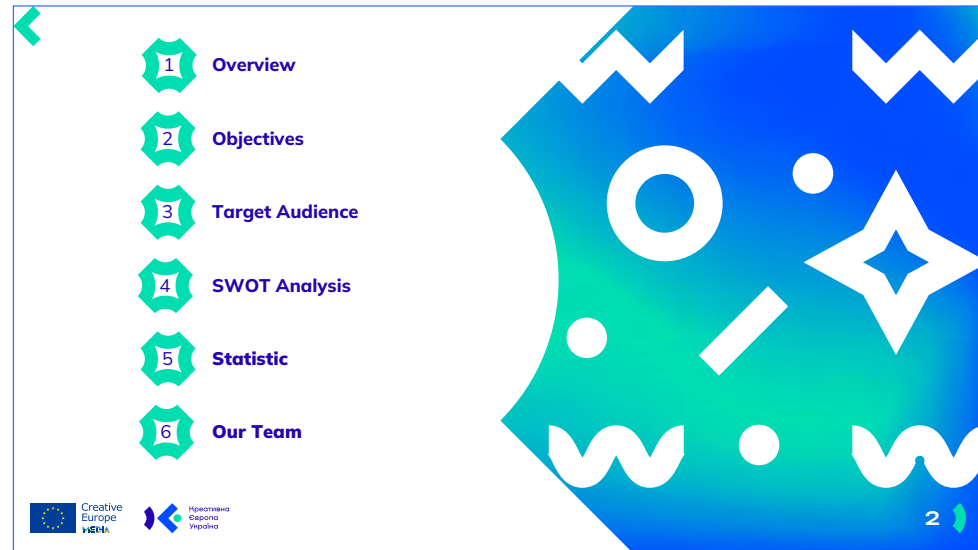 1 Overview
2 Objectives
3 Target Audience
4 SWOT Analysis
5 Statistic
6 Our Team
Creative
Europe
MEDIA
Креативна
Європа
Україна
2